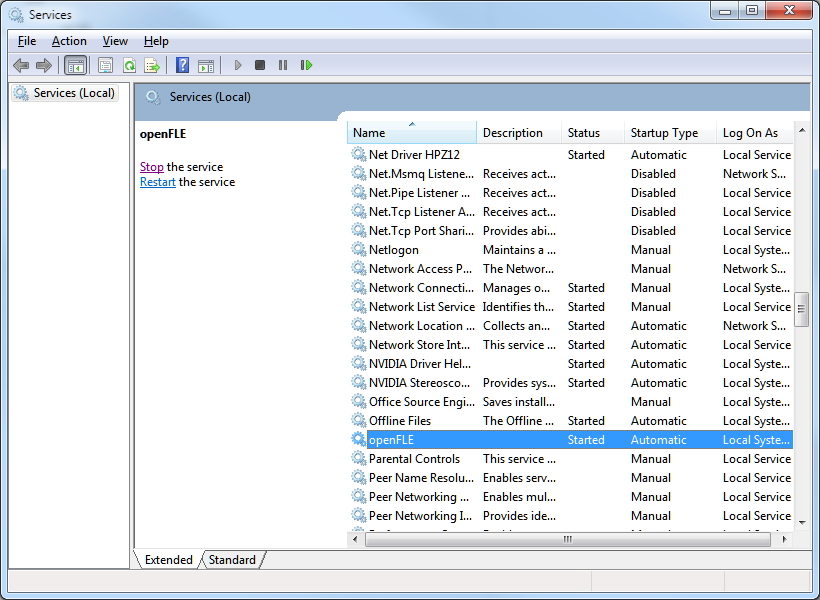 Services
File Action View Help
Services (Local)
Services (Local)
openFLE
Stop the service
Restart the service
Name Description Status Startup Type Log On As
Net Driver HPZ12 Started Automatic Local Service
Net.Msmq Listene... Receives act... Disabled Network S...
Net.Pipe Listener ... Receives act... Disabled Local Service
Net.Tcp Listener A... Receives act... Disabled Local Service
Net.Tcp Port Shari... Provides abi... Disabled Local Service
Netlogon Maintains a ... Manual Local Syste...
Network Access P... The Networ... Manual Network S...
Network Connecti... Manages o... Started Manual Local Syste...
Network List Service Identifies th... Started Manual Local Service
Network Location ... Collects an... Started Automatic Network S...
Network Store Int... This service ... Started Automatic Local Service
NVIDIA Driver Hel... Started Automatic Local Syste...
NVIDIA Stereosco... Provides sys... Started Automatic Local Syste...
Office Source Engi... Saves install... Manual Local Syste...
Offline Files The Offline ... Started Automatic Local Syste...
openFLE Started Automatic Local Syste...
Parental Controls This service ... Manual Local Service
Peer Name Resolu... Enables serv... Manual Local Service
Peer Networking ... Enables mul... Manual Local Service
Peer Networking I... Provides ide... Manual Local Service
Extended Standard